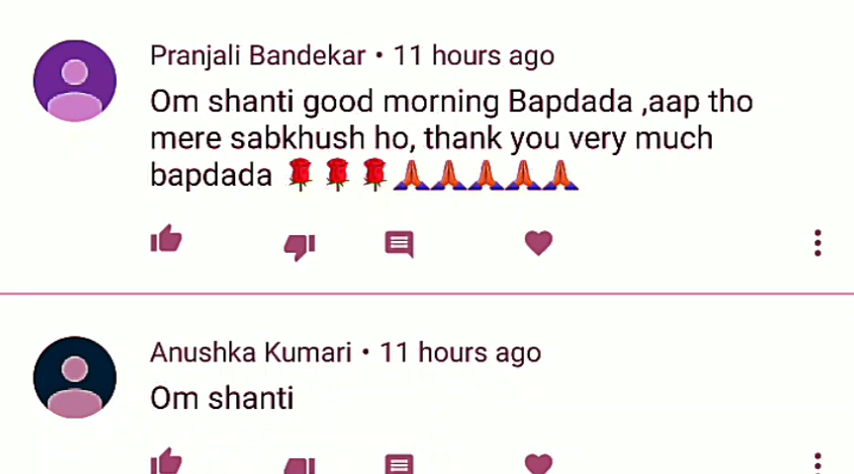 Pranjali Bandekar • 11 hours ago
Om shanti good morning Bapdada ,aap tho
mere sabkhush ho, thank you very much
bapdada 🌹🌹🌹🙏🙏🙏🙏🙏
Anushka Kumari • 11 hours ago
Om shanti